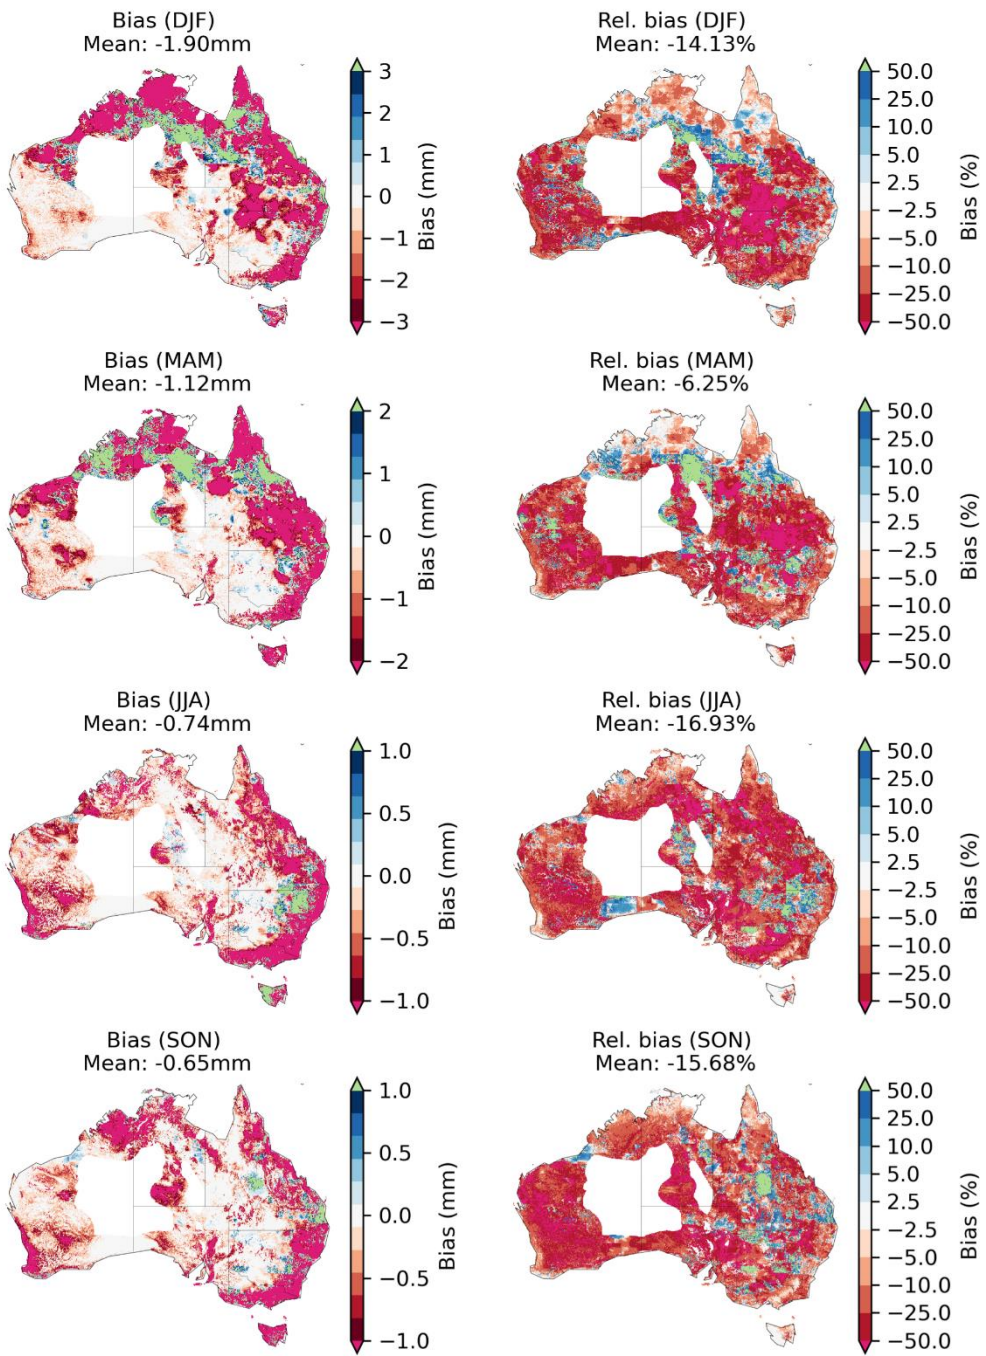 Bias (DJF)
Mean: -1.90mm
3
2
1
0
−1
−2
−3
Bias (mm)
Rel. bias (DJF)
Mean: -14.13%
50.0
25.0
10.0
5.0
2.5
−2.5
−5.0
−10.0
−25.0
−50.0
Bias (%)
Bias (MAM)
Mean: -1.12mm
2
1
0
−1
−2
Bias (mm)
Rel. bias (MAM)
Mean: -6.25%
50.0
25.0
10.0
5.0
2.5
−2.5
−5.0
−10.0
−25.0
−50.0
Bias (%)
Bias (JJA)
Mean: -0.74mm
1.0
0.5
0.0
−0.5
−1.0
Bias (mm)
Rel. bias (JJA)
Mean: -16.93%
50.0
25.0
10.0
5.0
2.5
−2.5
−5.0
−10.0
−25.0
−50.0
Bias (%)
Bias (SON)
Mean: -0.65mm
1.0
0.5
0.0
−0.5
−1.0
Bias (mm)
Rel. bias (SON)
Mean: -15.68%
50.0
25.0
10.0
5.0
2.5
−2.5
−5.0
−10.0
−25.0
−50.0
Bias (%)